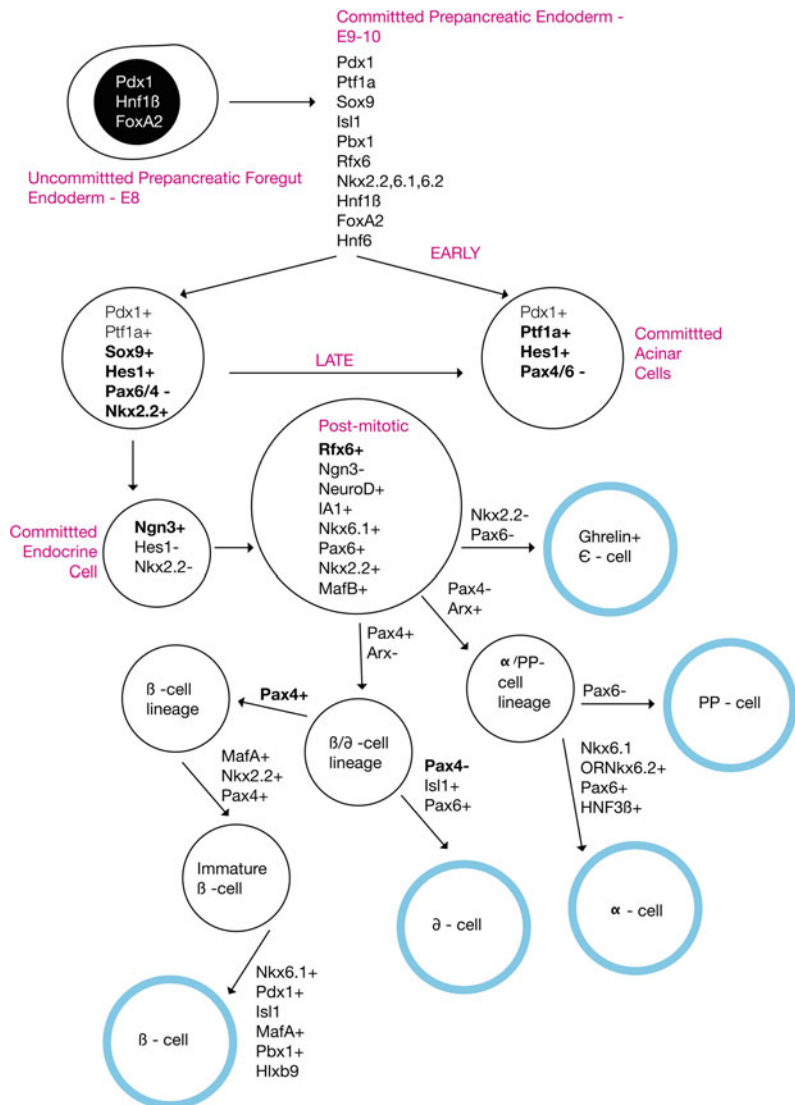 Pdx1
Hnf1ß
FoxA2
Uncommittted Prepancreatic Foregut
Endoderm - E8
Committted Prepancreatic Endoderm -
E9-10
Pdx1
Ptf1a
Sox9
Isl1
Pbx1
Rfx6
Nkx2.2,6.1,6.2
Hnf1ß
FoxA2
Hnf6
EARLY
Pdx1+
Ptf1a+
Sox9+
Hes1+
Pax6/4 -
Nkx2.2+
LATE
Pdx1+
Ptf1a+
Hes1+
Pax4/6 -
Committted
Acinar
Cells
Committted
Endocrine
Cell
Ngn3+
Hes1-
Nkx2.2-
Post-mitotic
Rfx6+
Ngn3-
NeuroD+
IA1+
Nkx6.1+
Pax6+
Nkx2.2+
MafB+
Nkx2.2-
Pax6-
Ghrelin+
Є - cell
Pax4-
Arx+
Pax4+
Arx-
α/PP-
cell
lineage
Pax6-
PP - cell
ß -cell
lineage
Pax4+
ß/∂ -cell
lineage
MafA+
Nkx2.2+
Pax4+
Pax4-
Isl1+
Pax6+
Nkx6.1
ORNkx6.2+
Pax6+
HNF3ß+
Immature
ß -cell
∂ - cell
α - cell
Nkx6.1+
Pdx1+
Isl1
MafA+
Pbx1+
Hlxb9
ß - cell